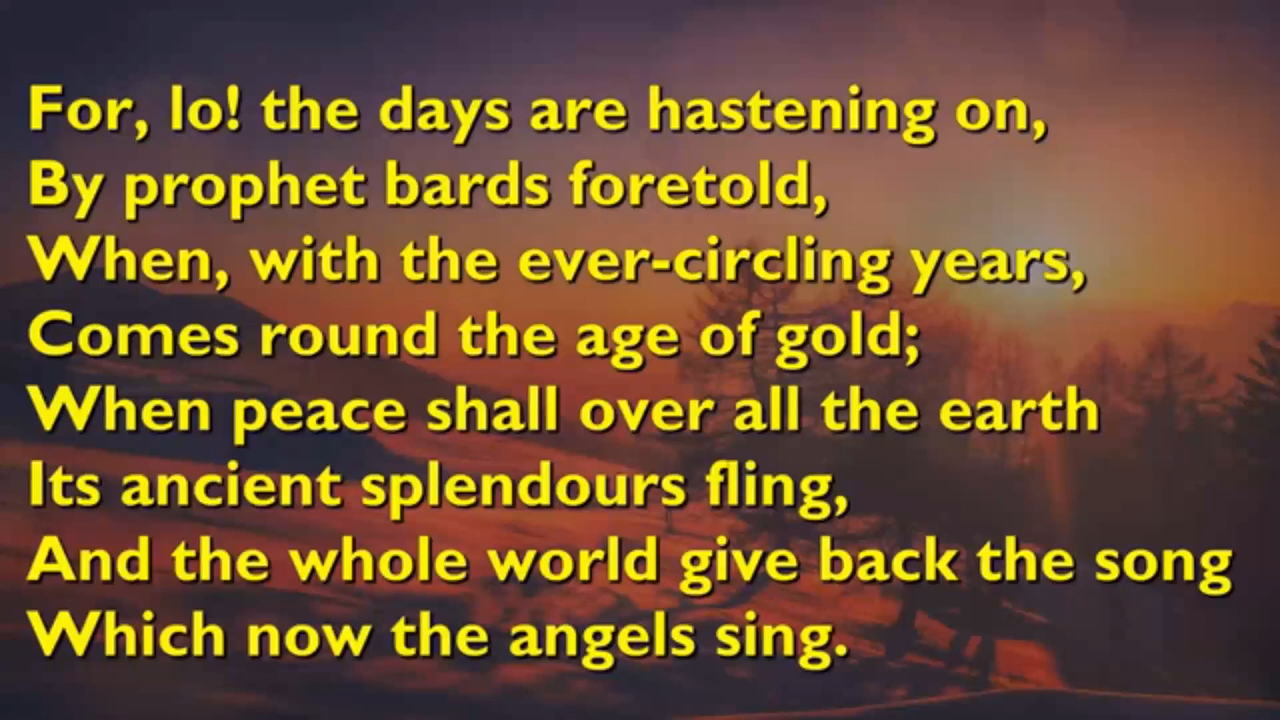 For, lo! the days are hastening on,
By prophet bards foretold,
When, with the ever-circling years,
Comes round the age of gold;
When peace shall over all the earth
Its ancient splendours fling,
And the whole world give back the song
Which now the angels sing.